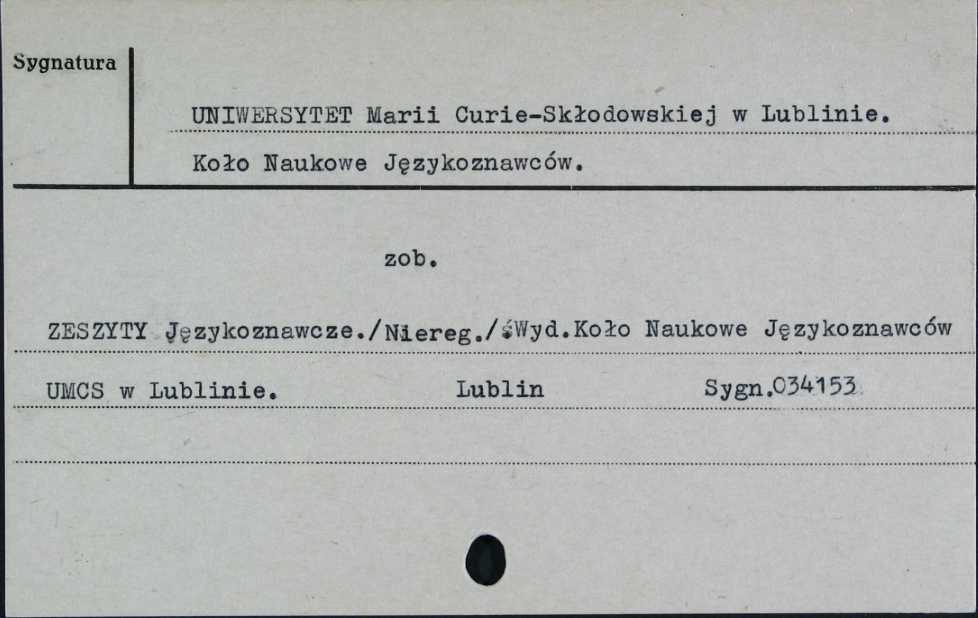 Sygnatura
UNIWERSYTET Marii Curie-Skłodowskiej w Lublinie.
Koło Naukowe Językoznawców.
zob.
ZESZYTY Językoznawcze./Niereg./Wyd.Koło Naukowe Językoznawców
UMCS w Lublinie. Lublin Sygn.034153